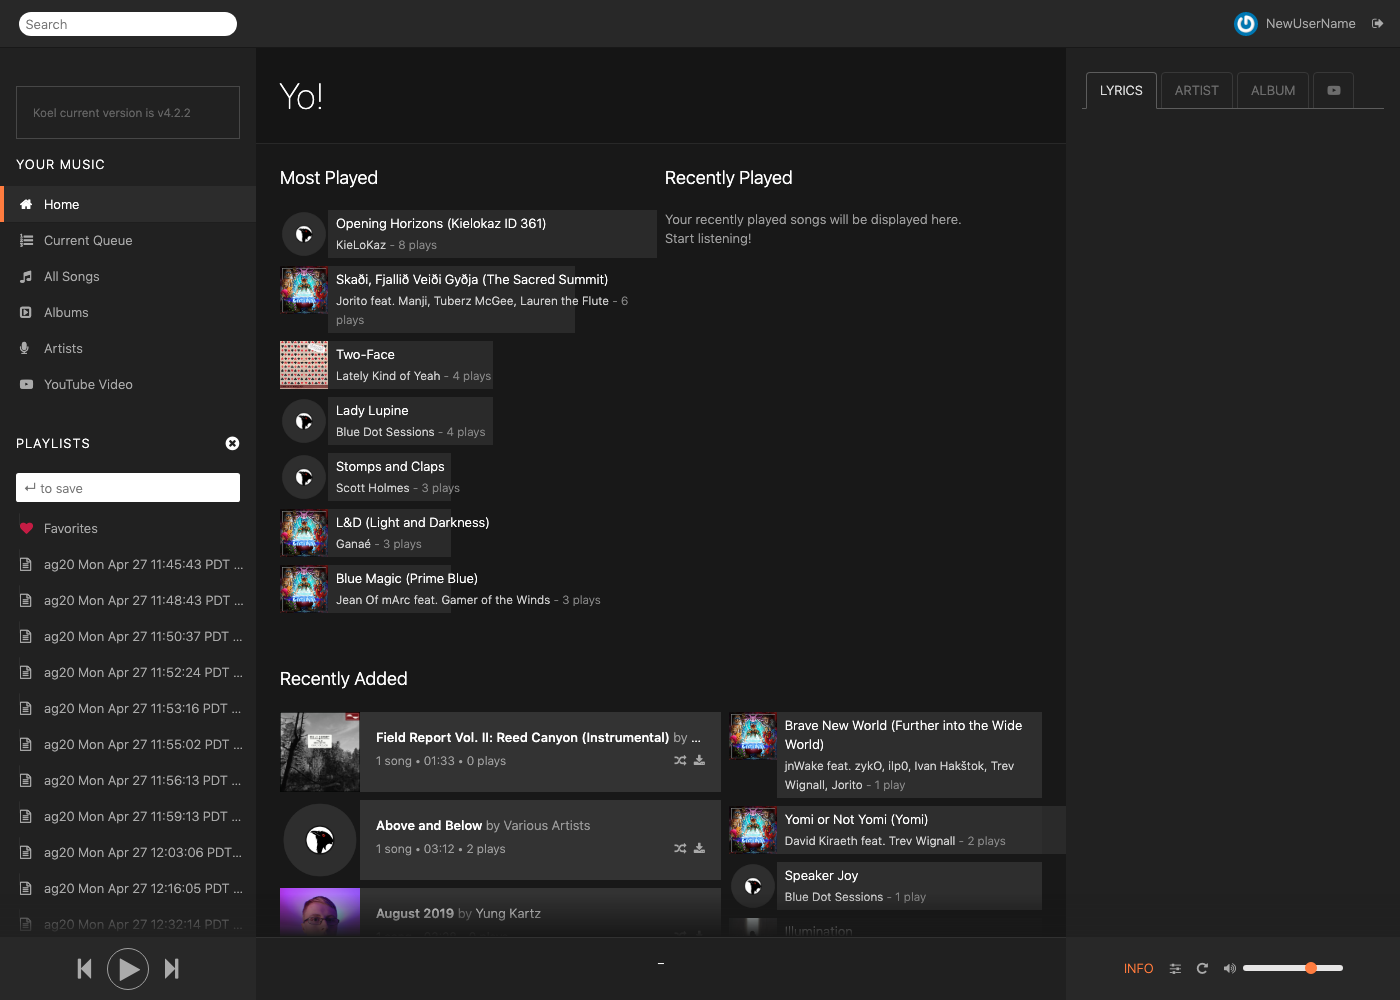 Search
NewUserName
Koel current version is v4.2.2
YOUR MUSIC
Home
Current Queue
All Songs
Albums
Artists
YouTube Video
PLAYLISTS
↵ to save
Favorites
ag20 Mon Apr 27 11:45:43 PDT ...
ag20 Mon Apr 27 11:48:43 PDT ...
ag20 Mon Apr 27 11:50:37 PDT ...
ag20 Mon Apr 27 11:52:24 PDT ...
ag20 Mon Apr 27 11:53:16 PDT ...
ag20 Mon Apr 27 11:55:02 PDT ...
ag20 Mon Apr 27 11:56:13 PDT ...
ag20 Mon Apr 27 11:59:13 PDT ...
ag20 Mon Apr 27 12:03:06 PDT...
ag20 Mon Apr 27 12:16:05 PDT ...
ag20 Mon Apr 27 12:32:14 PDT ...
Yo!
Most Played
Opening Horizons (Kielokaz ID 361)
KieLoKaz - 8 plays
Skaði, Fjallið Veiði Gyðja (The Sacred Summit)
Jorito feat. Manji, Tuberz McGee, Lauren the Flute - 6
plays
Two-Face
Lately Kind of Yeah - 4 plays
Lady Lupine
Blue Dot Sessions - 4 plays
Stomps and Claps
Scott Holmes - 3 plays
L&D (Light and Darkness)
Ganaé - 3 plays
Blue Magic (Prime Blue)
Jean Of mArc feat. Gamer of the Winds - 3 plays
Recently Played
Your recently played songs will be displayed here.
Start listening!
Recently Added
Field Report Vol. II: Reed Canyon (Instrumental) by ...
1 song • 01:33 • 0 plays
Above and Below by Various Artists
1 song • 03:12 • 2 plays
August 2019 by Yung Kartz
Brave New World (Further into the Wide
World)
jnWake feat. zykO, ilp0, Ivan Hakštok, Trev
Wignall, Jorito - 1 play
Yomi or Not Yomi (Yomi)
David Kiraeth feat. Trev Wignall - 2 plays
Speaker Joy
Blue Dot Sessions - 1 play
Illumination
LYRICS
ARTIST
ALBUM
–
INFO